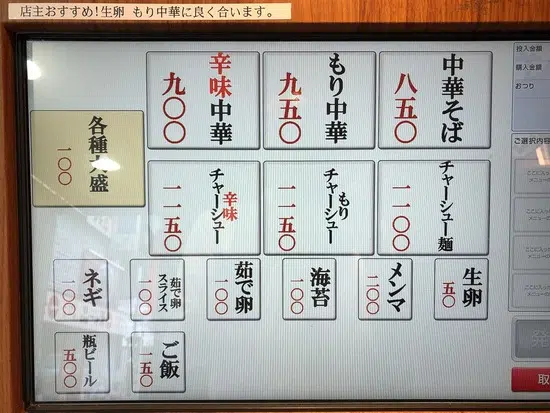 店主おすすめ!生卵 もり中華に良く合います。
中華そば
八五〇
もり中華
九五〇
辛味中華
九〇〇
各種大盛
一〇〇
チャーシュー麺
一一〇〇
もり
チャーシュー
一一五〇
辛味
チャーシュー
一一五〇
生卵
五〇
メンマ
二〇〇
海苔
一〇〇
茹で卵
一〇〇
茹で卵
スライス
一〇〇
ネギ
一〇〇
ご飯
一五〇
瓶ビール
五〇〇
投入金額
購入金額
おつり
ご選択内容
取